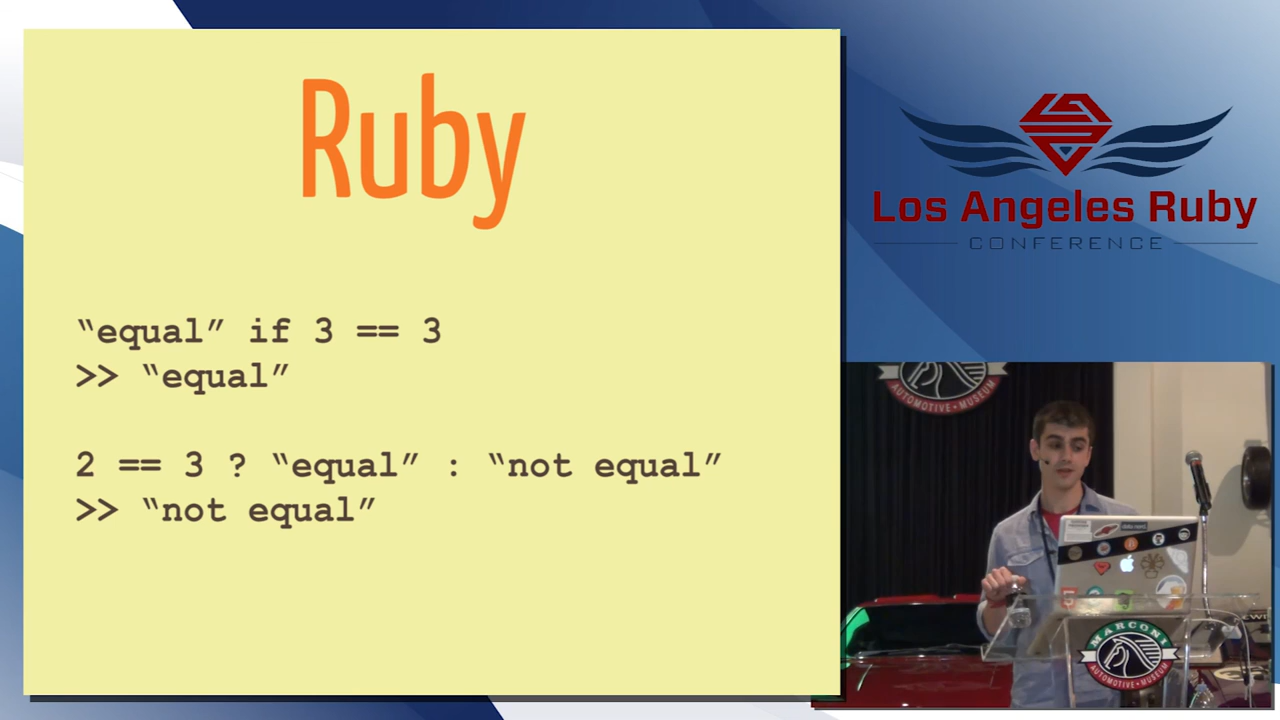 Ruby
“equal” if 3 == 3
>> “equal”
2 == 3 ? “equal” : “not equal”
>> “not equal”
Los Angeles Ruby
CONFERENCE
AUTOMOTIVE • MUSEUM
MARCONI
AUTOMOTIVE • MUSEUM